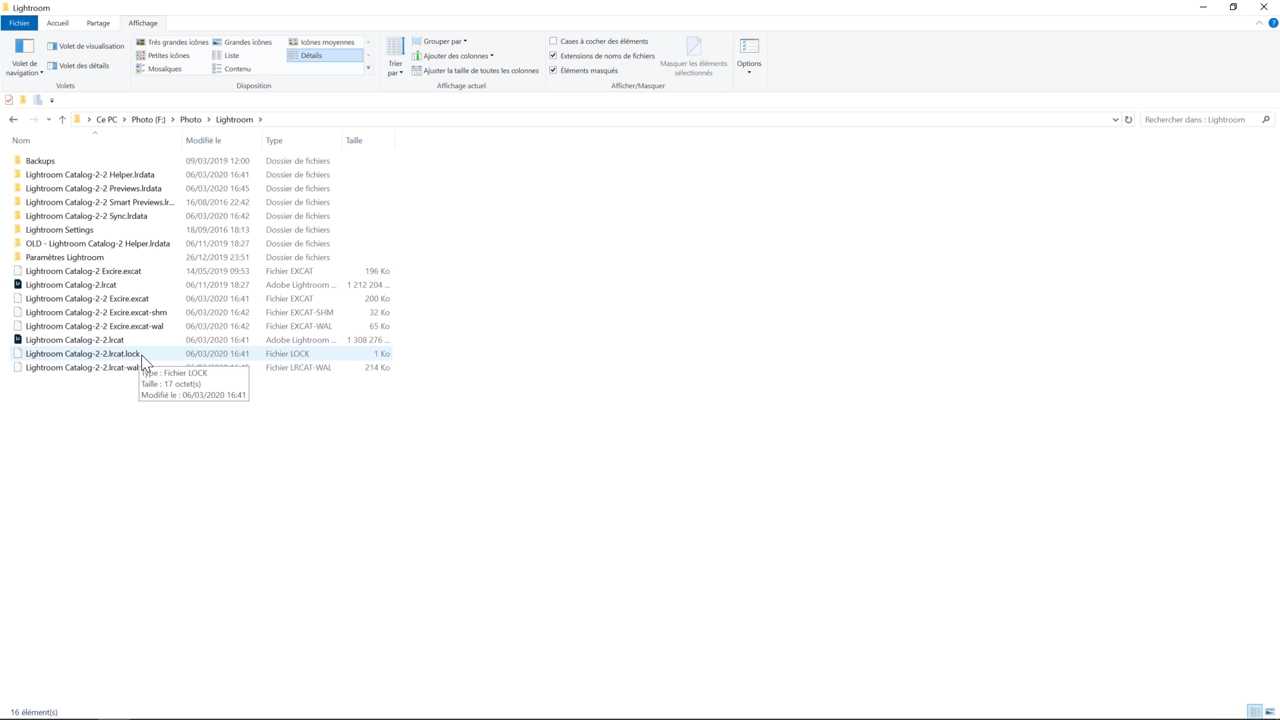 Lightroom
Fichier Accueil Partage Affichage
Volet de navigation
Volet de visualisation
Volet des détails
Volets
Très grandes icônes Grandes icônes Icônes moyennes
Petites icônes Liste Détails
Mosaïques Contenu
Disposition
Trier par
Grouper par
Ajouter des colonnes
Ajuster la taille de toutes les colonnes
Affichage actuel
Cases à cocher des éléments
Extensions de noms de fichiers
Éléments masqués
Masquer les éléments sélectionnés
Afficher/Masquer
Options
Ce PC > Photo (F:) > Photo > Lightroom >
Rechercher dans : Lightroom
Nom Modifié le Type Taille
Backups 09/03/2019 12:00 Dossier de fichiers
Lightroom Catalog-2-2 Helper.lrdata 06/03/2020 16:41 Dossier de fichiers
Lightroom Catalog-2-2 Previews.lrdata 06/03/2020 16:45 Dossier de fichiers
Lightroom Catalog-2-2 Smart Previews.lr... 16/08/2016 22:42 Dossier de fichiers
Lightroom Catalog-2-2 Sync.lrdata 06/03/2020 16:42 Dossier de fichiers
Lightroom Settings 18/09/2016 18:13 Dossier de fichiers
OLD - Lightroom Catalog-2 Helper.lrdata 06/11/2019 18:27 Dossier de fichiers
Paramètres Lightroom 26/12/2019 23:51 Dossier de fichiers
Lightroom Catalog-2 Excire.excat 14/05/2019 09:53 Fichier EXCAT 196 Ko
Lightroom Catalog-2.lrcat 06/11/2019 18:27 Adobe Lightroom ... 1 212 204 ...
Lightroom Catalog-2-2 Excire.excat 06/03/2020 16:41 Fichier EXCAT 200 Ko
Lightroom Catalog-2-2 Excire.excat-shm 06/03/2020 16:42 Fichier EXCAT-SHM 32 Ko
Lightroom Catalog-2-2 Excire.excat-wal 06/03/2020 16:42 Fichier EXCAT-WAL 65 Ko
Lightroom Catalog-2-2.lrcat 06/03/2020 16:41 Adobe Lightroom ... 1 308 276 ...
Lightroom Catalog-2-2.lrcat.lock 06/03/2020 16:41 Fichier LOCK 1 Ko
Lightroom Catalog-2-2.lrcat-wal Fichier LRCAT-WAL 214 Ko
Type : Fichier LOCK
Taille : 17 octet(s)
Modifié le : 06/03/2020 16:41
16 élément(s)